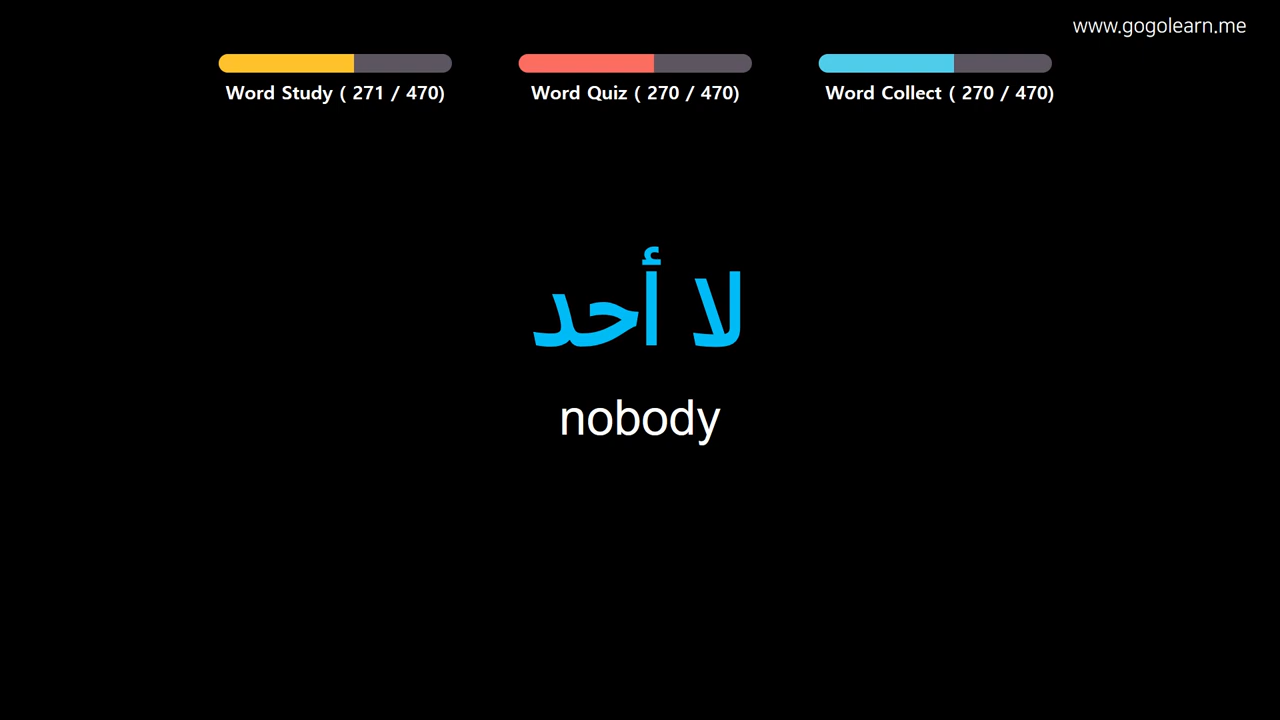 www.gogolearn.me
Word Study ( 271 / 470)
Word Quiz ( 270 / 470)
Word Collect ( 270 / 470)
لا أحد
nobody